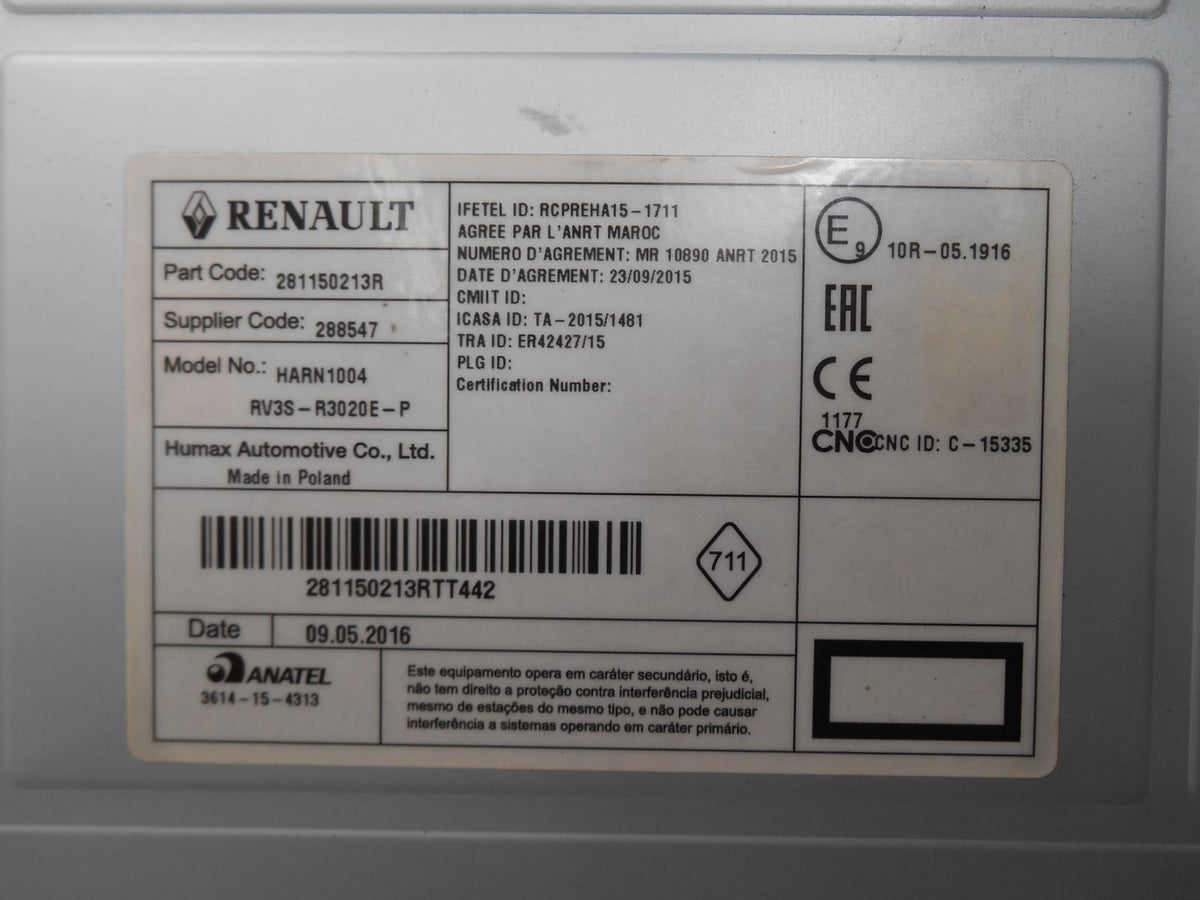 RENAULT
Part Code: 281150213R
Supplier Code: 288547
Model No.: HARN1004
RV3S-R3020E-P
Humax Automotive Co., Ltd.
Made in Poland
IFETEL ID: RCPREHA15-1711
AGREE PAR L'ANRT MAROC
NUMERO D'AGREMENT: MR 10890 ANRT 2015
DATE D'AGREMENT: 23/09/2015
CMIIT ID:
ICASA ID: TA-2015/1481
TRA ID: ER42427/15
PLG ID:
Certification Number:
E9 10R-05.1916
EAC
CE
1177
CNC CNC ID: C-15335
281150213RTT442
711
Date 09.05.2016
ANATEL
3614-15-4313
Este equipamento opera em caráter secundário, isto é,
não tem direito a proteção contra interferência prejudicial,
mesmo de estações do mesmo tipo, e não pode causar
interferência a sistemas operando em caráter primário.